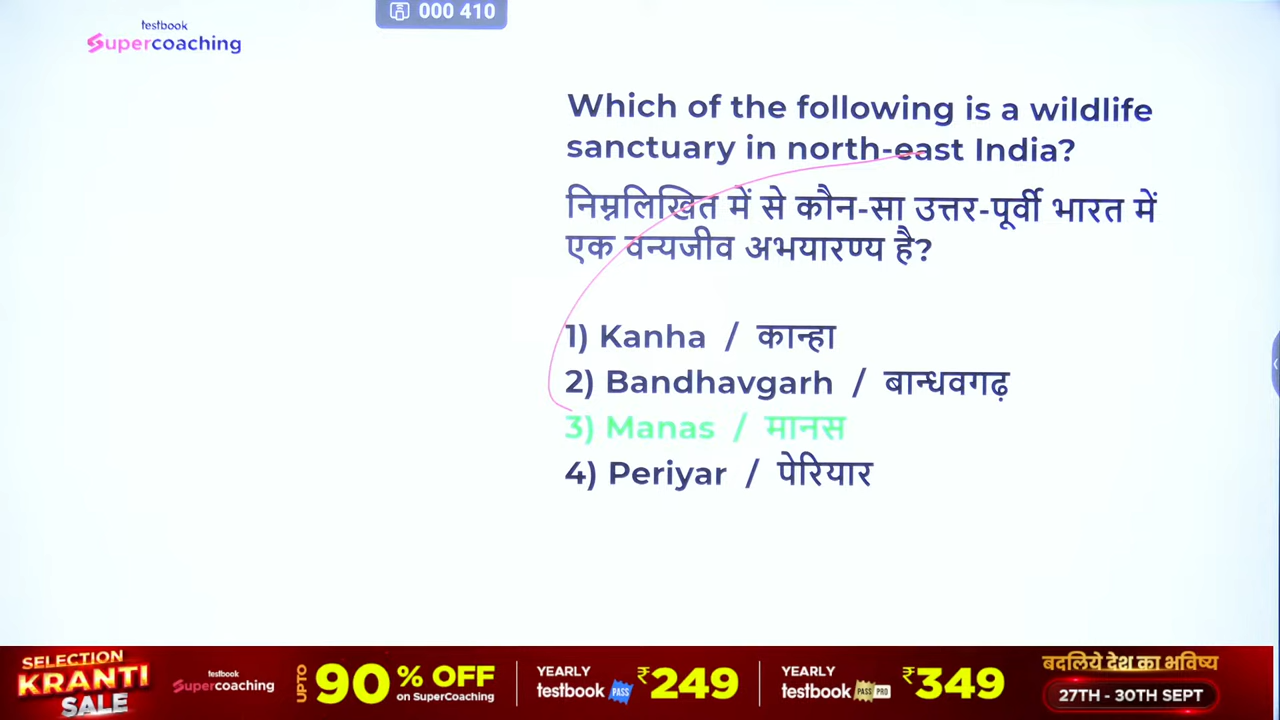 testbook
Supercoaching
000 410
Which of the following is a wildlife
sanctuary in north-east India?
निम्नलिखित में से कौन-सा उत्तर-पूर्वी भारत में
एक वन्यजीव अभयारण्य है?
1) Kanha / कान्हा
2) Bandhavgarh / बान्धवगढ़
3) Manas / मानस
4) Periyar / पेरियार
SELECTION
KRANTI
SALE
testbook
Supercoaching
UPTO
90% OFF
on SuperCoaching
YEARLY
testbook PASS
₹249
YEARLY
testbook PASS PRO
₹349
बदलिये देश का भविष्य
27TH - 30TH SEPT